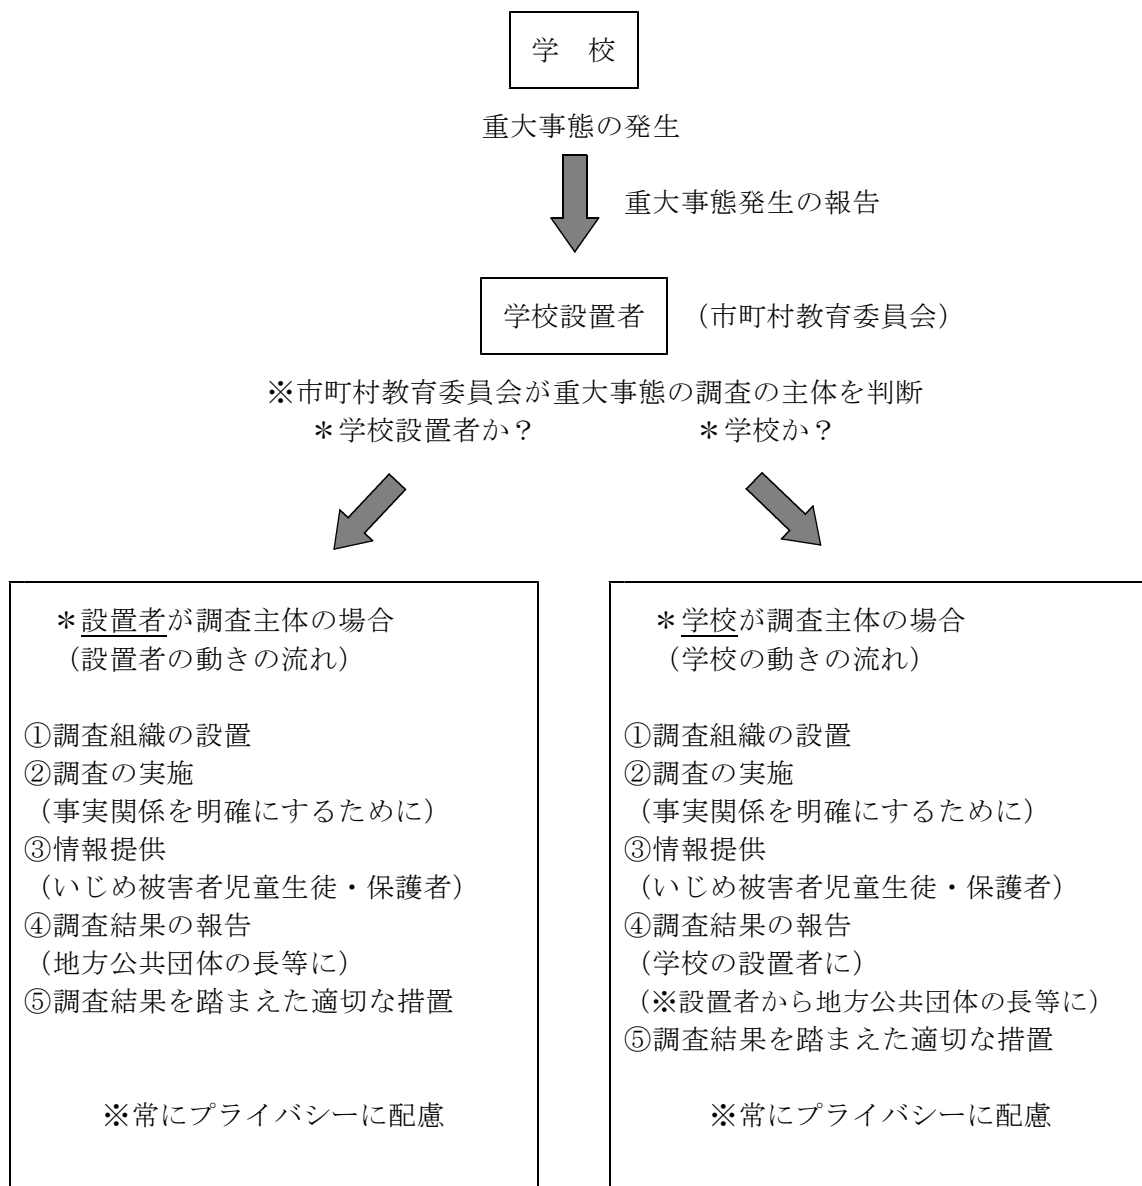 学　校
重大事態の発生
重大事態発生の報告
学校設置者　（市町村教育委員会）
※市町村教育委員会が重大事態の調査の主体を判断
＊学校設置者か？　＊学校か？
＊設置者が調査主体の場合
（設置者の動きの流れ）
①調査組織の設置
②調査の実施
（事実関係を明確にするために）
③情報提供
（いじめ被害者児童生徒・保護者）
④調査結果の報告
（地方公共団体の長等に）
⑤調査結果を踏まえた適切な措置
※常にプライバシーに配慮
＊学校が調査主体の場合
（学校の動きの流れ）
①調査組織の設置
②調査の実施
（事実関係を明確にするために）
③情報提供
（いじめ被害者児童生徒・保護者）
④調査結果の報告
（学校の設置者に）
（※設置者から地方公共団体の長等に）
⑤調査結果を踏まえた適切な措置
※常にプライバシーに配慮